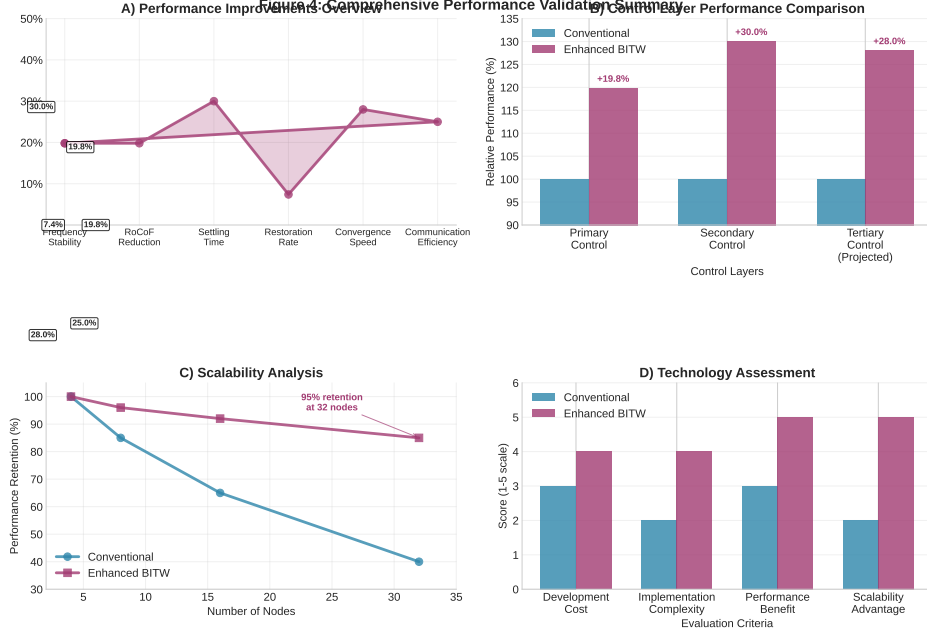 Figure 4: Comprehensive Performance Validation Summary
A) Performance Improvements Overview
50%
40%
30%
20%
10%
30.0%
19.8%
7.4%
19.8%
28.0%
25.0%
Frequency
Stability
RoCoF
Reduction
Settling
Time
Restoration
Rate
Convergence
Speed
Communication
Efficiency
B) Control Layer Performance Comparison
Conventional
Enhanced BITW
Relative Performance (%)
135
130
125
120
115
110
105
100
95
90
+19.8%
+30.0%
+28.0%
Primary
Control
Secondary
Control
Tertiary
Control
(Projected)
Control Layers
C) Scalability Analysis
Performance Retention (%)
100
90
80
70
60
50
40
30
95% retention
at 32 nodes
Conventional
Enhanced BITW
5
10
15
20
25
30
35
Number of Nodes
D) Technology Assessment
Conventional
Enhanced BITW
Score (1-5 scale)
6
5
4
3
2
1
0
Development
Cost
Implementation
Complexity
Performance
Benefit
Scalability
Advantage
Evaluation Criteria